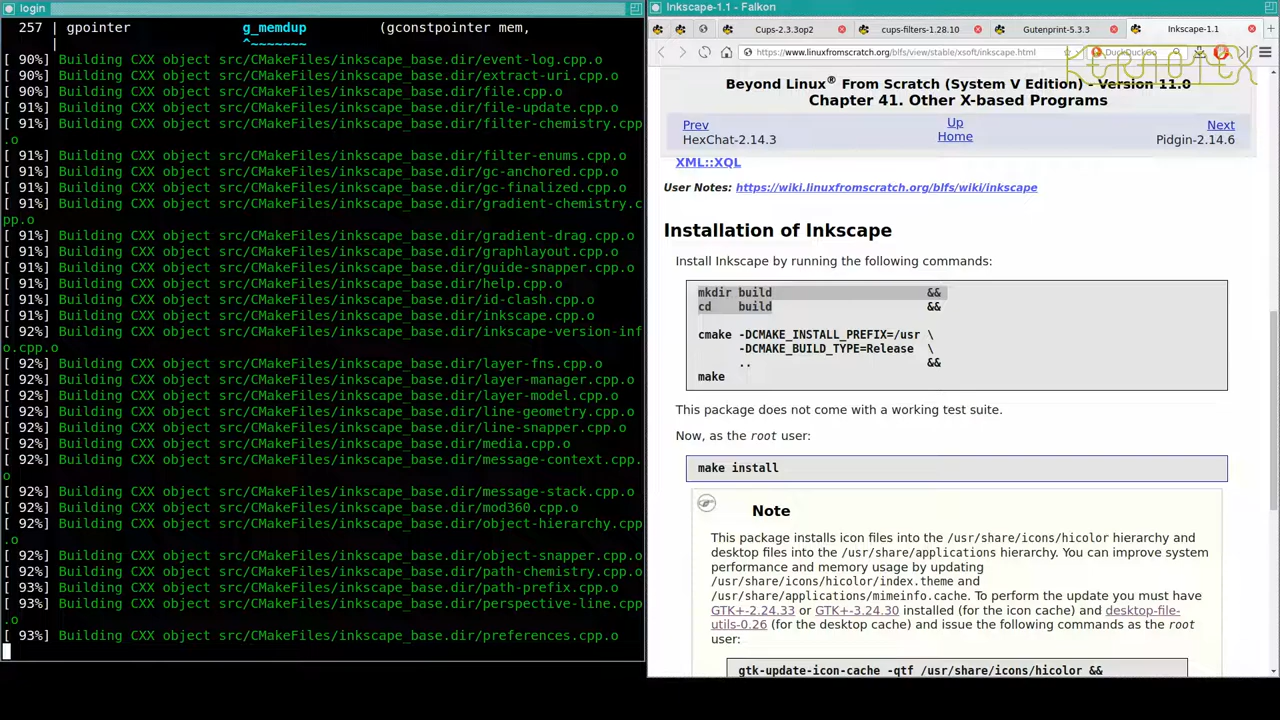 login
257 | gpointer g_memdup (gconstpointer mem,
| ^~~~~~~~
[ 90%] Building CXX object src/CMakeFiles/inkscape_base.dir/event-log.cpp.o
[ 90%] Building CXX object src/CMakeFiles/inkscape_base.dir/extract-uri.cpp.o
[ 90%] Building CXX object src/CMakeFiles/inkscape_base.dir/file.cpp.o
[ 91%] Building CXX object src/CMakeFiles/inkscape_base.dir/file-update.cpp.o
[ 91%] Building CXX object src/CMakeFiles/inkscape_base.dir/filter-chemistry.cpp
.o
[ 91%] Building CXX object src/CMakeFiles/inkscape_base.dir/filter-enums.cpp.o
[ 91%] Building CXX object src/CMakeFiles/inkscape_base.dir/gc-anchored.cpp.o
[ 91%] Building CXX object src/CMakeFiles/inkscape_base.dir/gc-finalized.cpp.o
[ 91%] Building CXX object src/CMakeFiles/inkscape_base.dir/gradient-chemistry.c
pp.o
[ 91%] Building CXX object src/CMakeFiles/inkscape_base.dir/gradient-drag.cpp.o
[ 91%] Building CXX object src/CMakeFiles/inkscape_base.dir/graphlayout.cpp.o
[ 91%] Building CXX object src/CMakeFiles/inkscape_base.dir/guide-snapper.cpp.o
[ 91%] Building CXX object src/CMakeFiles/inkscape_base.dir/help.cpp.o
[ 91%] Building CXX object src/CMakeFiles/inkscape_base.dir/id-clash.cpp.o
[ 91%] Building CXX object src/CMakeFiles/inkscape_base.dir/inkscape.cpp.o
[ 92%] Building CXX object src/CMakeFiles/inkscape_base.dir/inkscape-version-inf
o.cpp.o
[ 92%] Building CXX object src/CMakeFiles/inkscape_base.dir/layer-fns.cpp.o
[ 92%] Building CXX object src/CMakeFiles/inkscape_base.dir/layer-manager.cpp.o
[ 92%] Building CXX object src/CMakeFiles/inkscape_base.dir/layer-model.cpp.o
[ 92%] Building CXX object src/CMakeFiles/inkscape_base.dir/line-geometry.cpp.o
[ 92%] Building CXX object src/CMakeFiles/inkscape_base.dir/line-snapper.cpp.o
[ 92%] Building CXX object src/CMakeFiles/inkscape_base.dir/media.cpp.o
[ 92%] Building CXX object src/CMakeFiles/inkscape_base.dir/message-context.cpp.
o
[ 92%] Building CXX object src/CMakeFiles/inkscape_base.dir/message-stack.cpp.o
[ 92%] Building CXX object src/CMakeFiles/inkscape_base.dir/mod360.cpp.o
[ 92%] Building CXX object src/CMakeFiles/inkscape_base.dir/object-hierarchy.cpp
.o
[ 92%] Building CXX object src/CMakeFiles/inkscape_base.dir/object-snapper.cpp.o
[ 92%] Building CXX object src/CMakeFiles/inkscape_base.dir/path-chemistry.cpp.o
[ 93%] Building CXX object src/CMakeFiles/inkscape_base.dir/path-prefix.cpp.o
[ 93%] Building CXX object src/CMakeFiles/inkscape_base.dir/perspective-line.cpp
.o
[ 93%] Building CXX object src/CMakeFiles/inkscape_base.dir/preferences.cpp.o
Inkscape-1.1 - Falkon
Cups-2.3.3op2 cups-filters-1.28.10 Gutenprint-5.3.3 Inkscape-1.1
https://www.linuxfromscratch.org/blfs/view/stable/xsoft/inkscape.html DuckDuckGo
KERNOTEX
Beyond Linux® From Scratch (System V Edition) - Version 11.0
Chapter 41. Other X-based Programs
Prev Up Next
HexChat-2.14.3 Home Pidgin-2.14.6
XML::XQL
User Notes: https://wiki.linuxfromscratch.org/blfs/wiki/inkscape
Installation of Inkscape
Install Inkscape by running the following commands:
mkdir build &&
cd build &&
cmake -DCMAKE_INSTALL_PREFIX=/usr \
-DCMAKE_BUILD_TYPE=Release \
.. &&
make
This package does not come with a working test suite.
Now, as the root user:
make install
Note
This package installs icon files into the /usr/share/icons/hicolor hierarchy and
desktop files into the /usr/share/applications hierarchy. You can improve system
performance and memory usage by updating
/usr/share/icons/hicolor/index.theme and
/usr/share/applications/mimeinfo.cache. To perform the update you must have
GTK+-2.24.33 or GTK+-3.24.30 installed (for the icon cache) and desktop-file-
utils-0.26 (for the desktop cache) and issue the following commands as the root
user:
gtk-update-icon-cache -qtf /usr/share/icons/hicolor &&